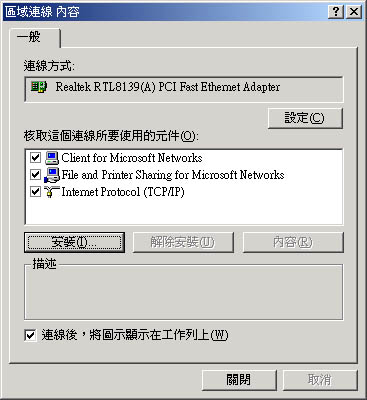 區域連線 內容
一般
連線方式:
Realtek RTL8139(A) PCI Fast Ethernet Adapter
設定(C)
核取這個連線所要使用的元件(O):
Client for Microsoft Networks
File and Printer Sharing for Microsoft Networks
Internet Protocol (TCP/IP)
安裝(I)... 解除安裝(U) 內容(R)
描述
連線後，將圖示顯示在工作列上(W)
關閉 取消